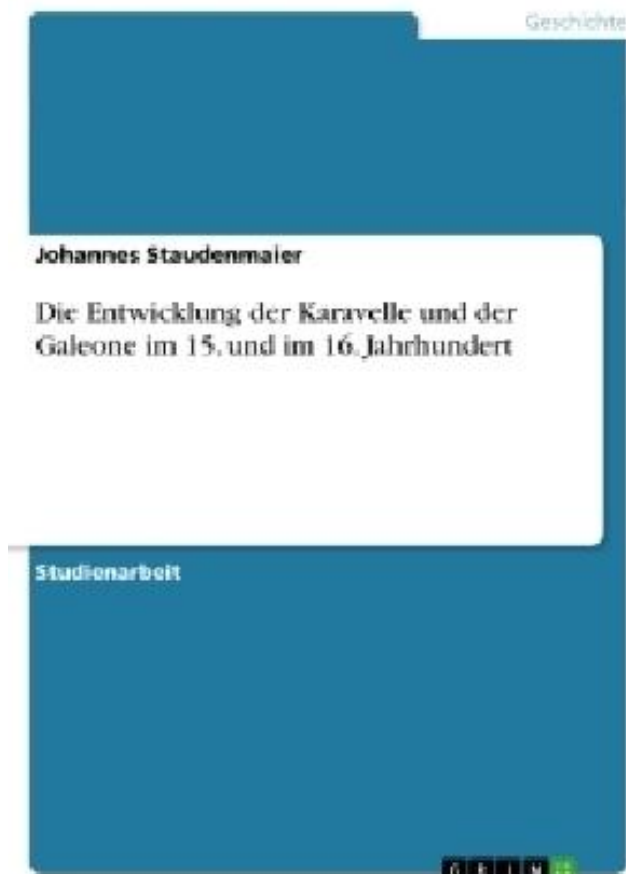 Geschichte
Johannes Staudenmaier
Die Entwicklung der Karavelle und der
Galeone im 15. und im 16. Jahrhundert
Studienarbeit
GRIN